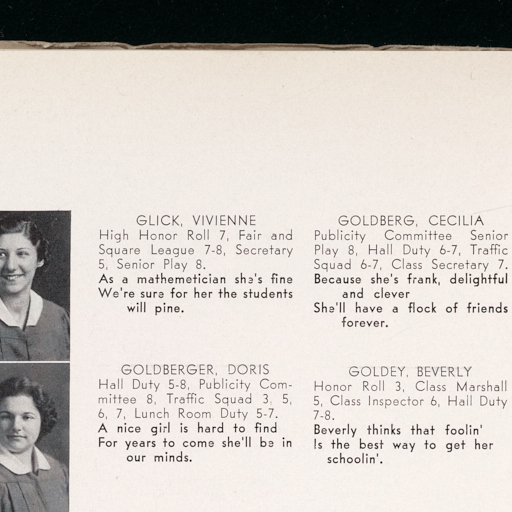 GLICK, VIVIENNE
High Honor Roll 7, Fair and
Square League 7-8, Secretary
5, Senior Play 8.
As a mathemetician she's fine
We're sure for her the students
will pine.
GOLDBERG, CECILIA
Publicity Committee Senior
Play 8, Hall Duty 6-7, Traffic
Squad 6-7, Class Secretary 7.
Because she's frank, delightful
and clever
She'll have a flock of friends
forever.
GOLDBERGER, DORIS
Hall Duty 5-8, Publicity Com-
mittee 8, Traffic Squad 3, 5,
6, 7, Lunch Room Duty 5-7.
A nice girl is hard to find
For years to come she'll be in
our minds.
GOLDEY, BEVERLY
Honor Roll 3, Class Marshall
5, Class Inspector 6, Hall Duty
7-8.
Beverly thinks that foolin'
Is the best way to get her
schoolin'.